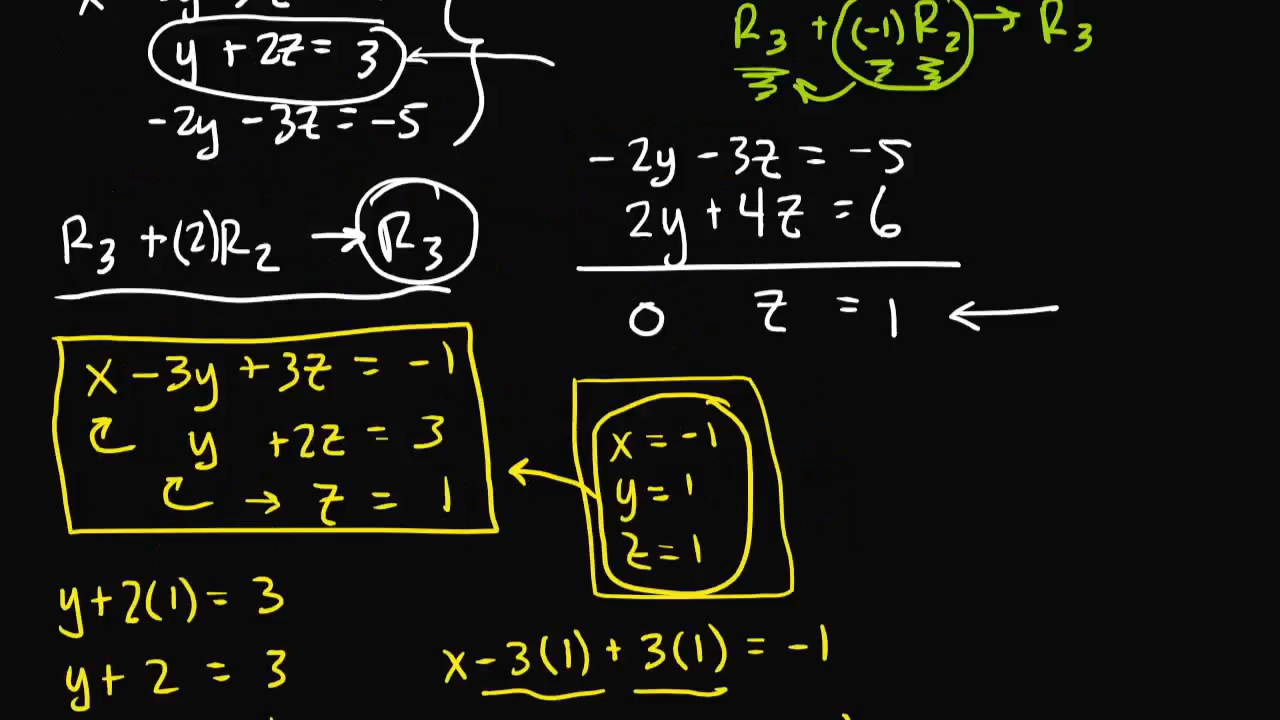 y + 2z = 3
-2y - 3z = -5
R3 + (2)R2 → R3
x - 3y + 3z = -1
y + 2z = 3
→ z = 1
y + 2(1) = 3
y + 2 = 3
R3 + (-1) R2 → R3
-2y - 3z = -5
2y + 4z = 6
0 z = 1
x = -1
y = 1
z = 1
x - 3(1) + 3(1) = -1